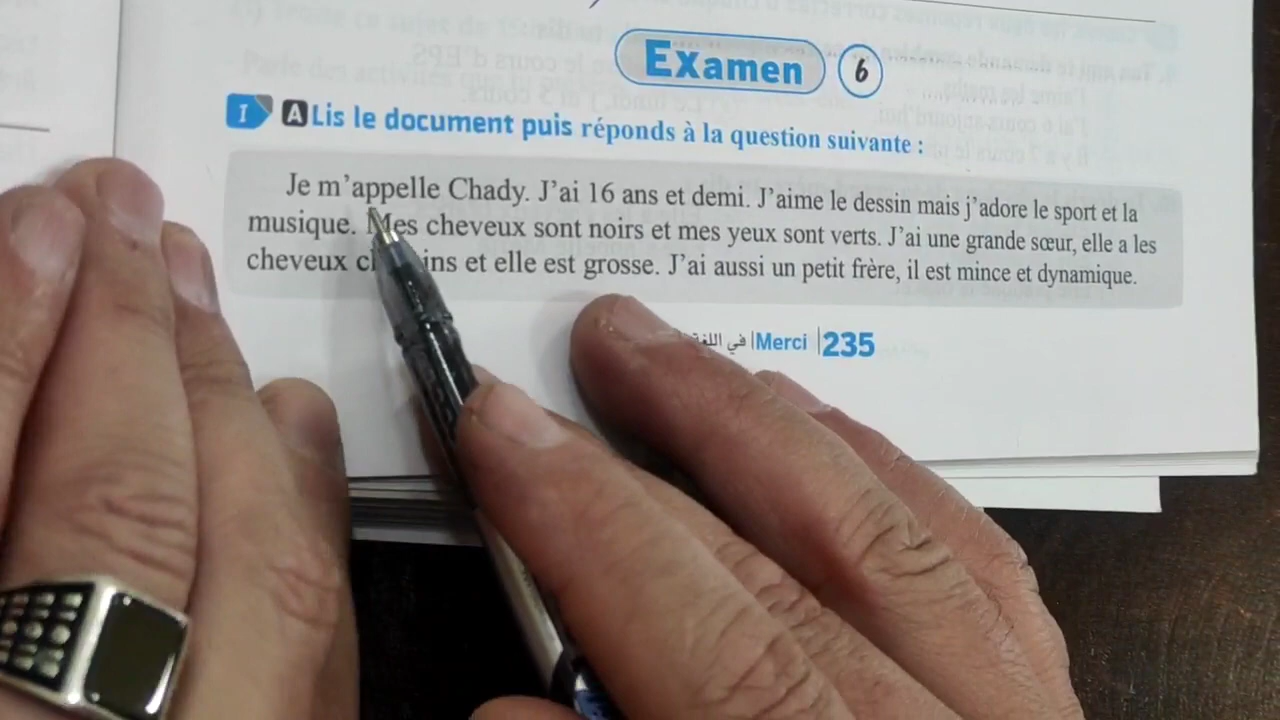 Examen 6
I A Lis le document puis réponds à la question suivante :
Je m'appelle Chady. J'ai 16 ans et demi. J'aime le dessin mais j'adore le sport et la
musique. Mes cheveux sont noirs et mes yeux sont verts. J'ai une grande sœur, elle a les
cheveux et elle est grosse. J'ai aussi un petit frère, il est mince et dynamique.
في Merci 235